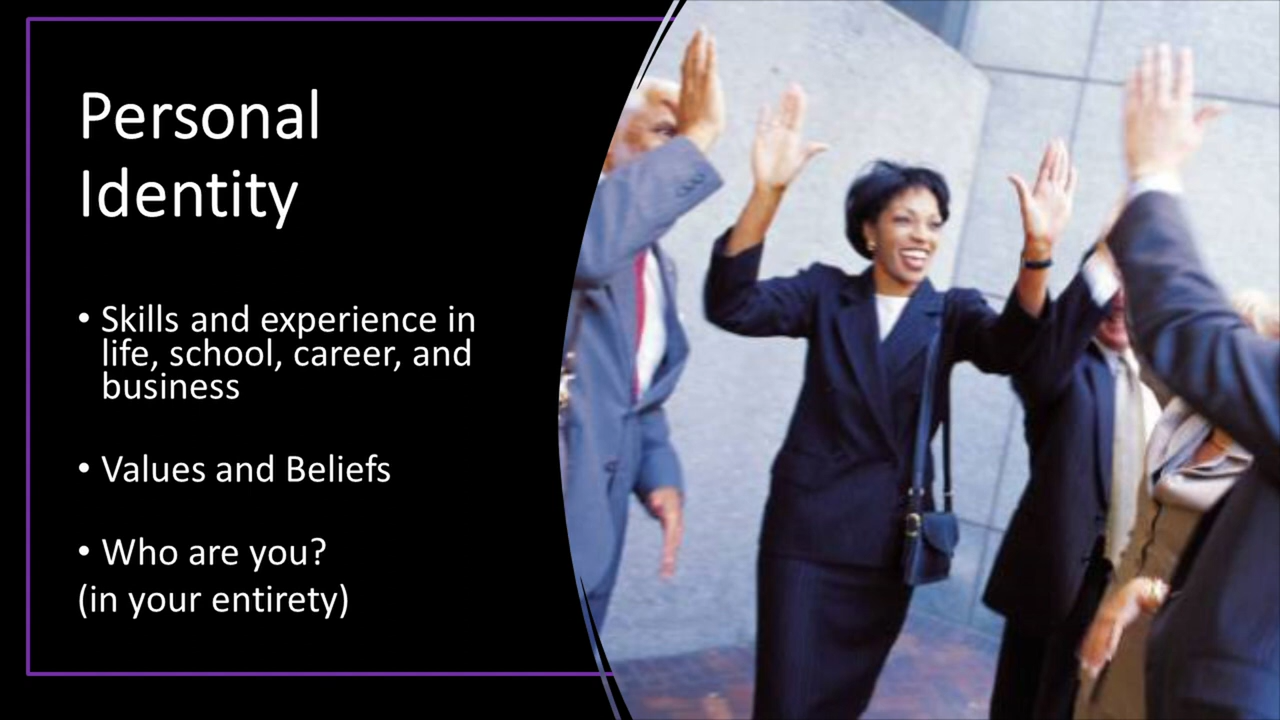 Personal
Identity
• Skills and experience in
life, school, career, and
business
• Values and Beliefs
• Who are you?
(in your entirety)